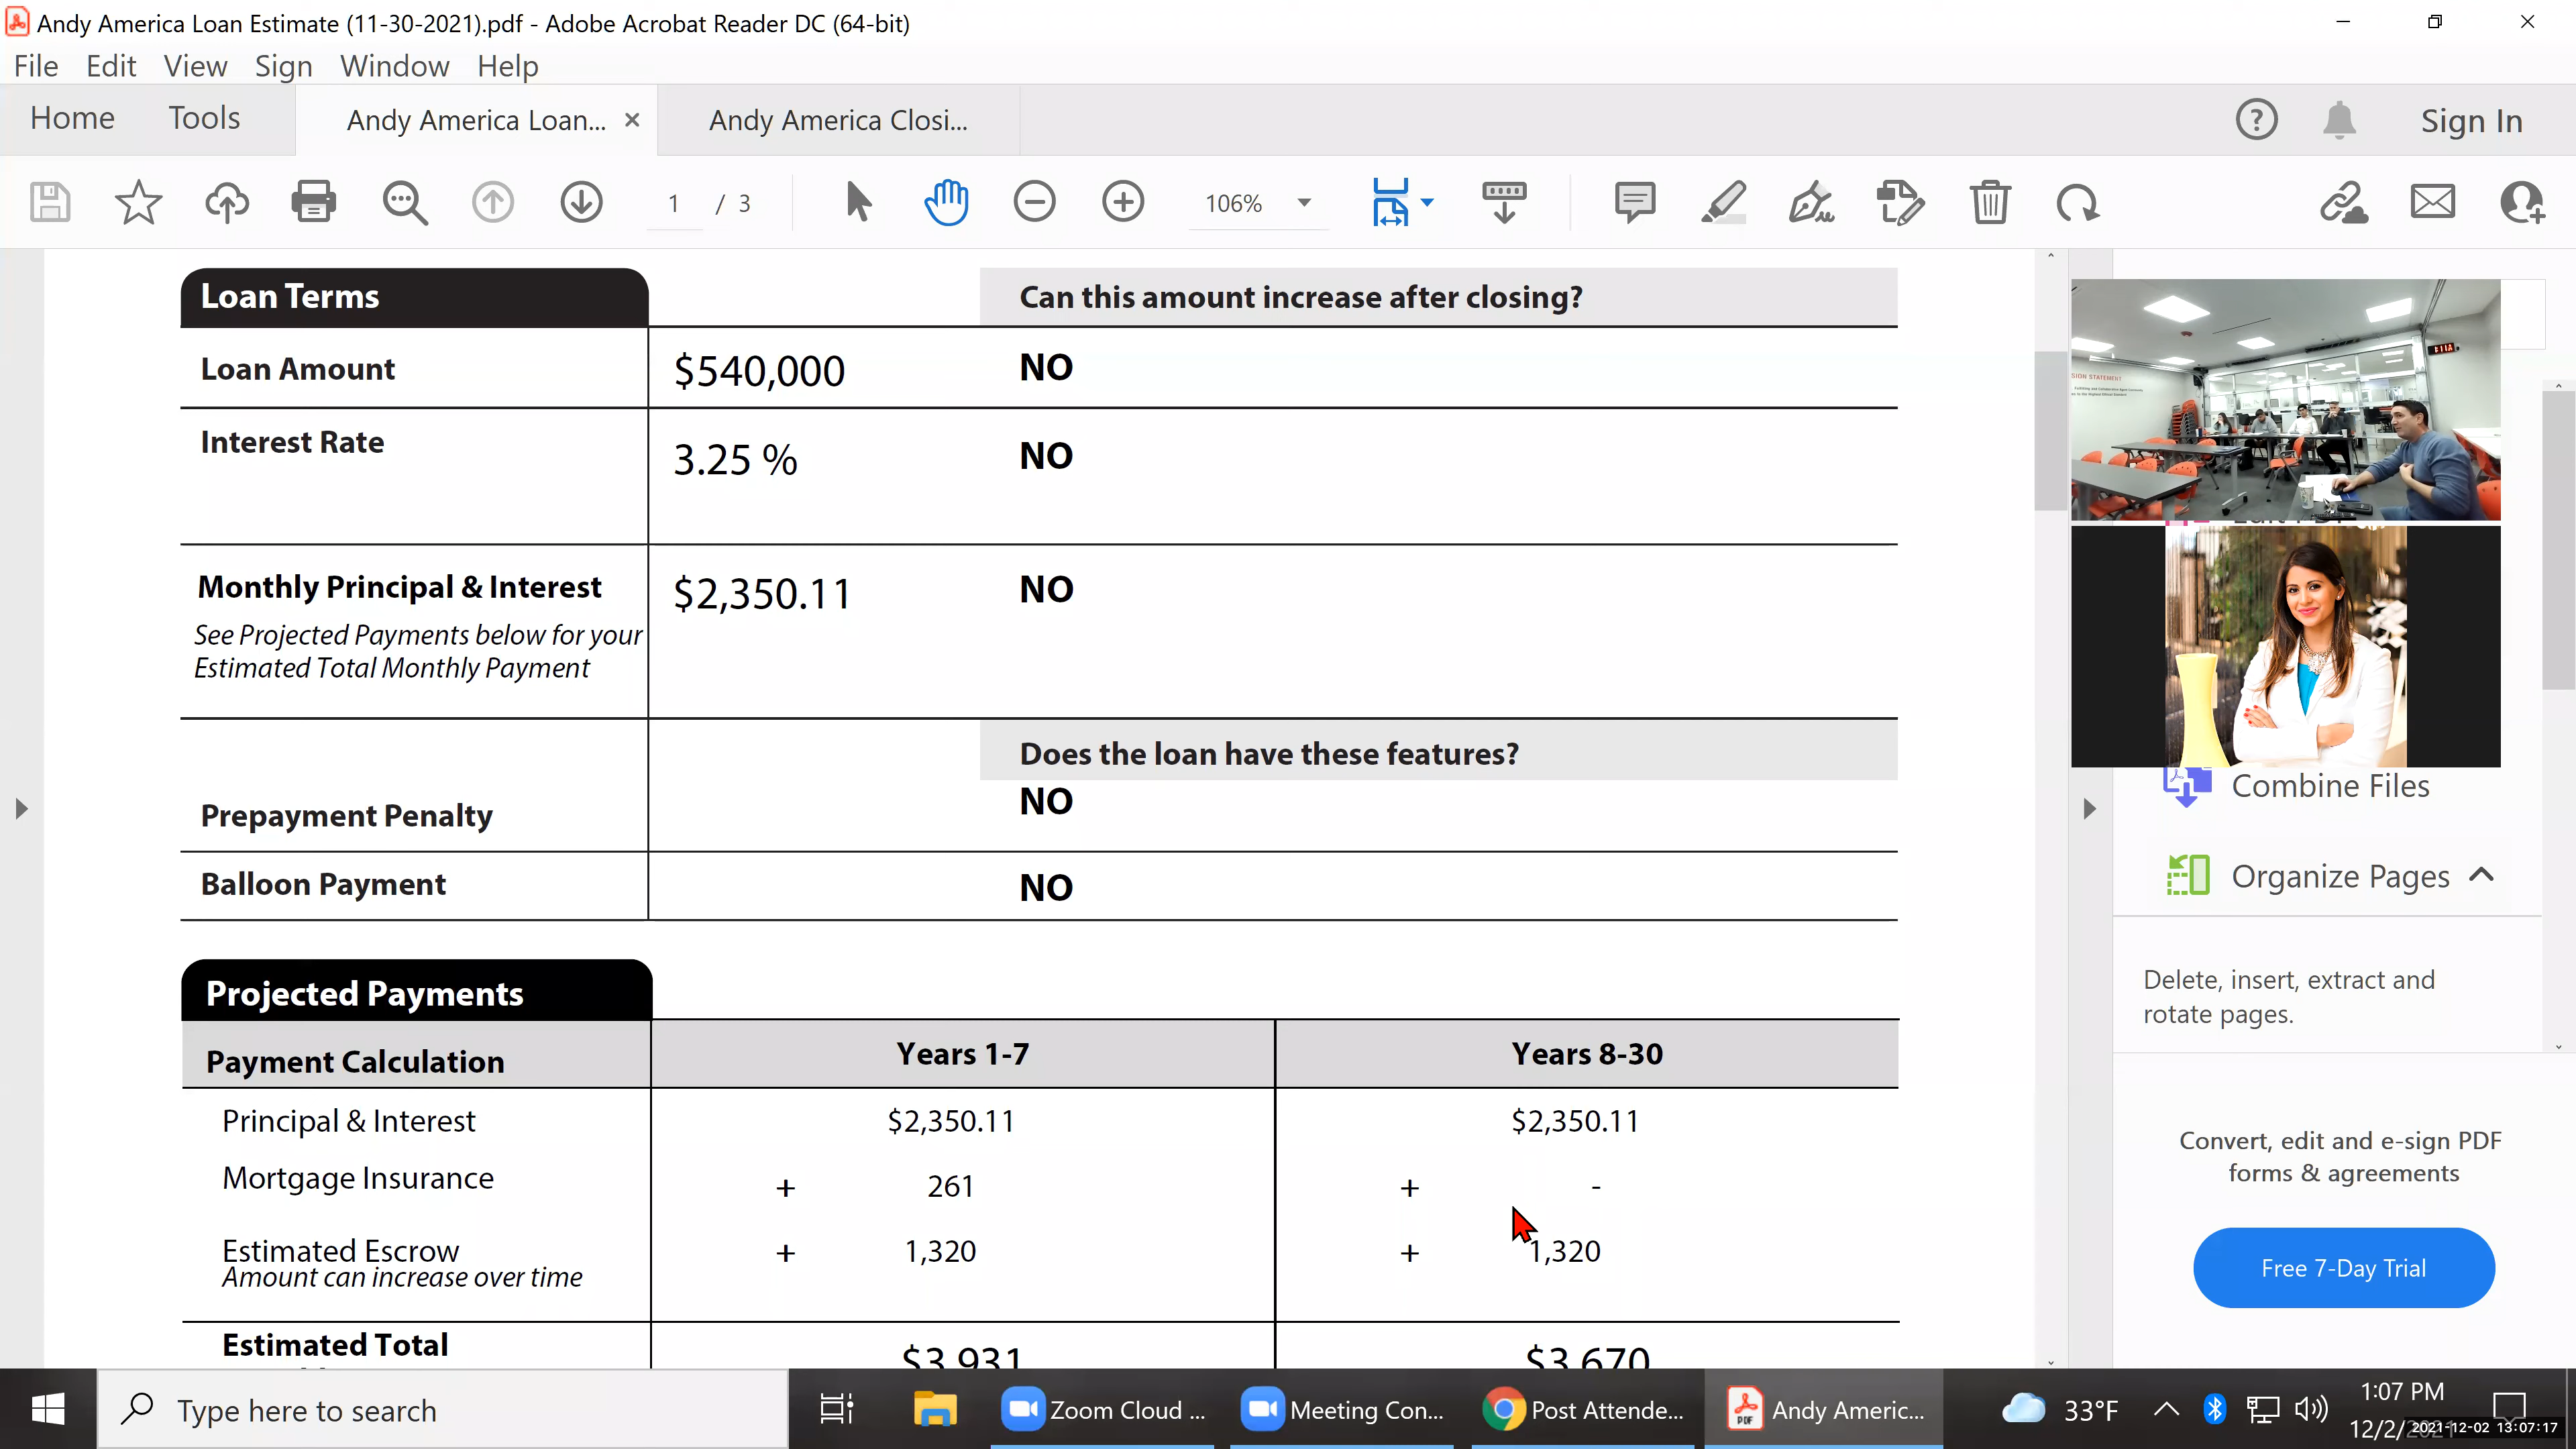 Andy America Loan Estimate (11-30-2021).pdf - Adobe Acrobat Reader DC (64-bit)
File Edit View Sign Window Help
Home Tools Andy America Loan... × Andy America Closi... ? Sign In
1 / 3 106%
Loan Terms Can this amount increase after closing?
Loan Amount $540,000 NO
Interest Rate 3.25 % NO
Monthly Principal & Interest $2,350.11 NO
See Projected Payments below for your
Estimated Total Monthly Payment
Does the loan have these features?
Prepayment Penalty NO
Balloon Payment NO
Projected Payments
Payment Calculation Years 1-7 Years 8-30
Principal & Interest $2,350.11 $2,350.11
Mortgage Insurance + 261 + -
Estimated Escrow + 1,320 + 1,320
Amount can increase over time
Estimated Total $3,931 $3,670
SION STATEMENT
Combine Files
Organize Pages
Delete, insert, extract and
rotate pages.
Convert, edit and e-sign PDF
forms & agreements
Free 7-Day Trial
Type here to search
Zoom Cloud ...
Meeting Con...
Post Attende...
Andy Americ...
33°F
1:07 PM
12/2/
2021-12-02 13:07:17